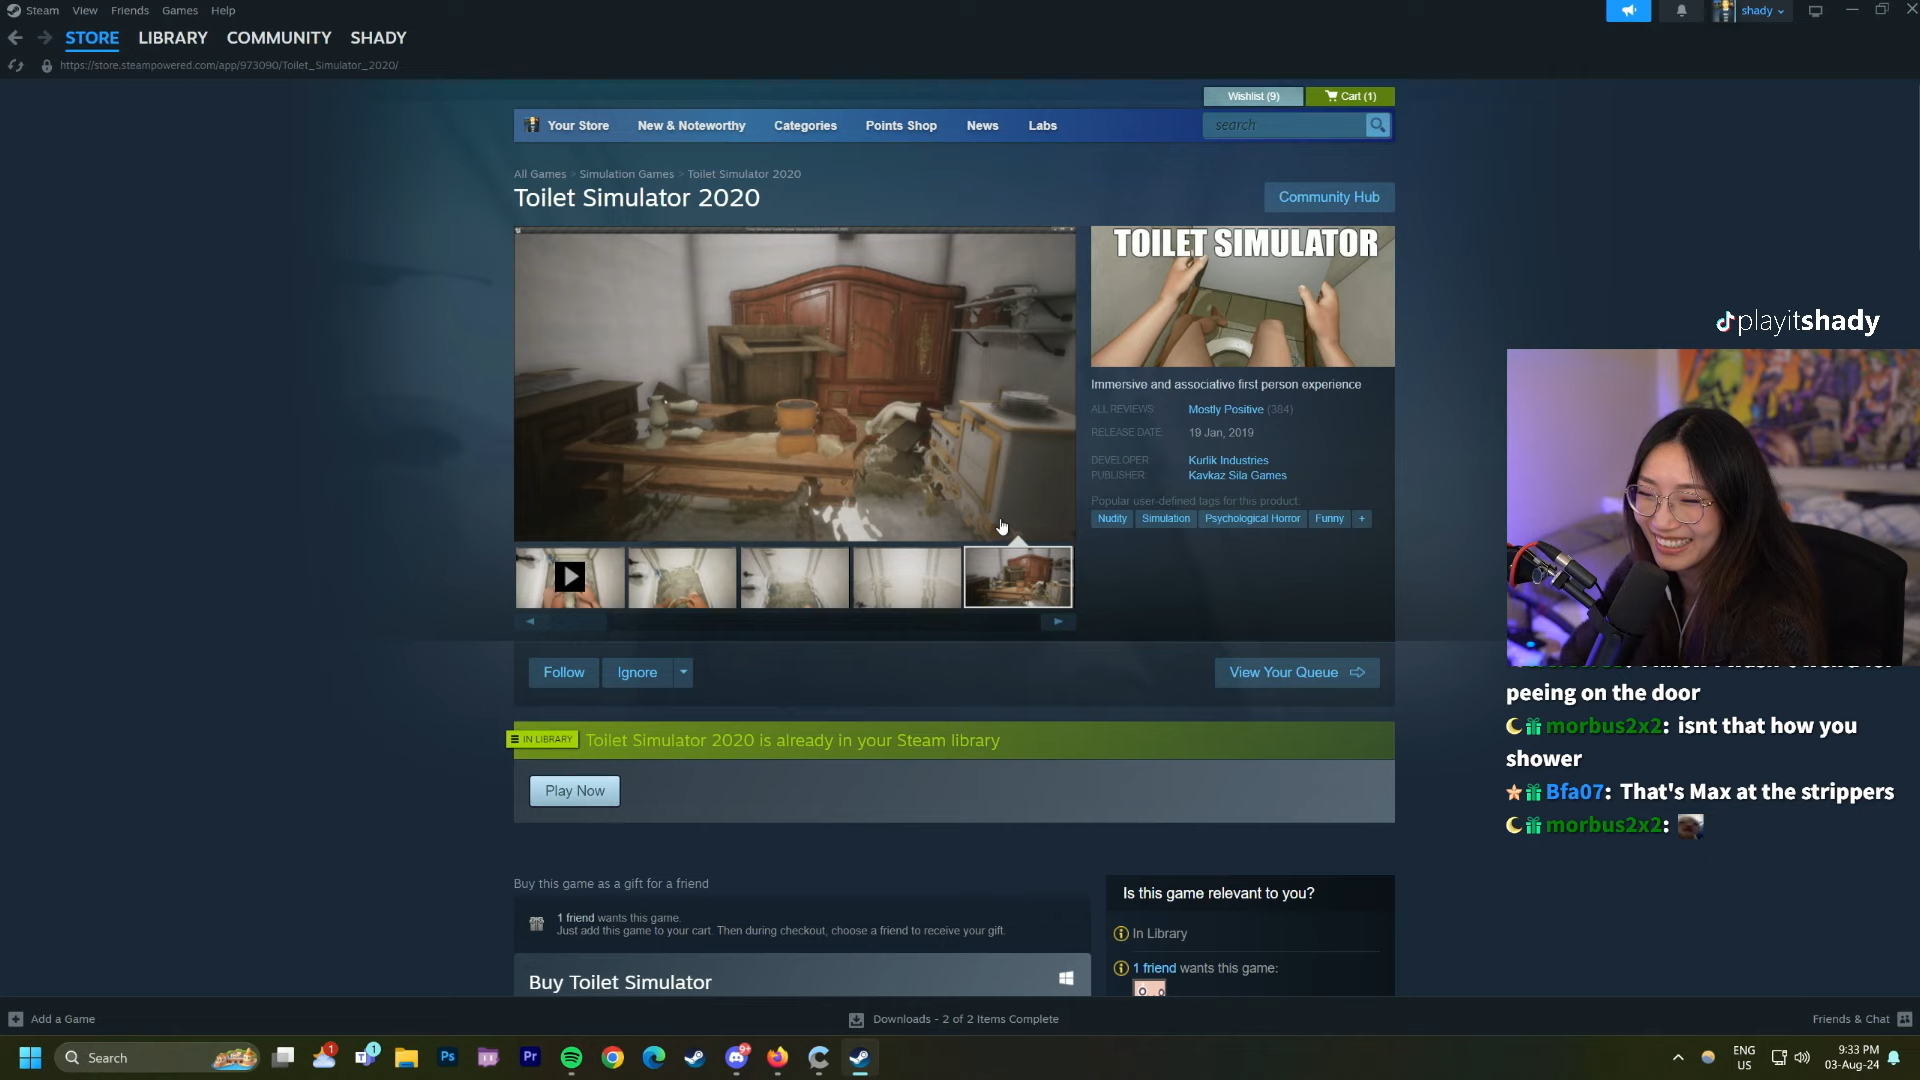 Steam View Friends Games Help
shady
STORE LIBRARY COMMUNITY SHADY
https://store.steampowered.com/app/973090/Toilet_Simulator_2020/
Wishlist (9) Cart (1)
Your Store New & Noteworthy Categories Points Shop News Labs search
All Games > Simulation Games > Toilet Simulator 2020
Toilet Simulator 2020
Community Hub
TOILET SIMULATOR
Immersive and associative first person experience
ALL REVIEWS: Mostly Positive (384)
RELEASE DATE: 19 Jan, 2019
DEVELOPER: Kurlik Industries
PUBLISHER: Kavkaz Sila Games
Popular user-defined tags for this product:
Nudity Simulation Psychological Horror Funny +
Follow Ignore View Your Queue
IN LIBRARY Toilet Simulator 2020 is already in your Steam library
Play Now
Buy this game as a gift for a friend
1 friend wants this game.
Just add this game to your cart. Then during checkout, choose a friend to receive your gift.
Buy Toilet Simulator
Is this game relevant to you?
In Library
1 friend wants this game:
playitshady
peeing on the door
morbus2x2: isnt that how you
shower
Bfa07: That's Max at the strippers
morbus2x2:
Add a Game Downloads - 2 of 2 Items Complete Friends & Chat
Search 1 1 Ps Pr 9+
ENG
US
9:33 PM
03-Aug-24